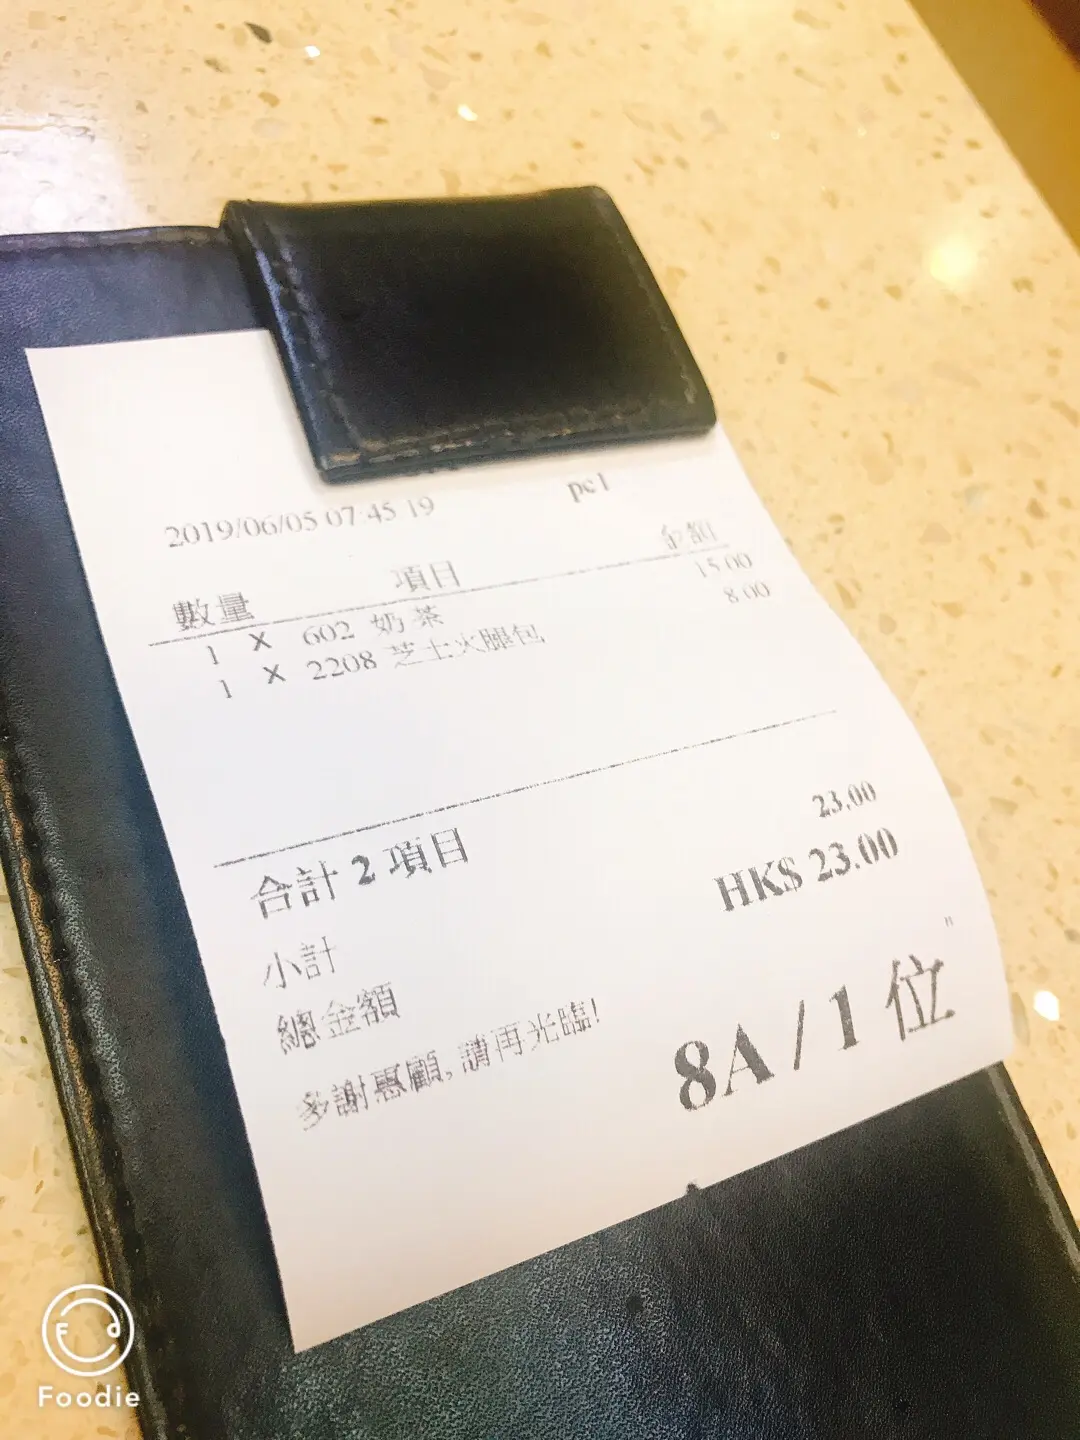 2019/06/05 07:45:19 pc1
數量 項目 金額
1 X 602 奶茶 15.00
1 X 2208 芝士火腿包 8.00
合計 2 項目
小計 23.00
總金額 HK$ 23.00
多謝惠顧,請再光臨!
8A / 1 位
Foodie